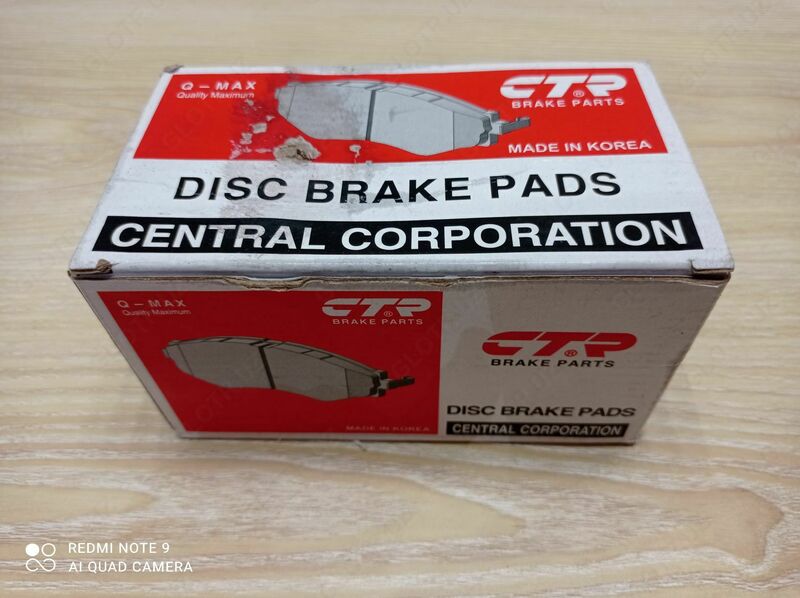 Q – MAX
Quality Maximum
CTR®
BRAKE PARTS
MADE IN KOREA
DISC BRAKE PADS
CENTRAL CORPORATION
Q – MAX
Quality Maximum
CTR®
BRAKE PARTS
MADE IN KOREA
CTR®
BRAKE PARTS
DISC BRAKE PADS
CENTRAL CORPORATION
REDMI NOTE 9
AI QUAD CAMERA